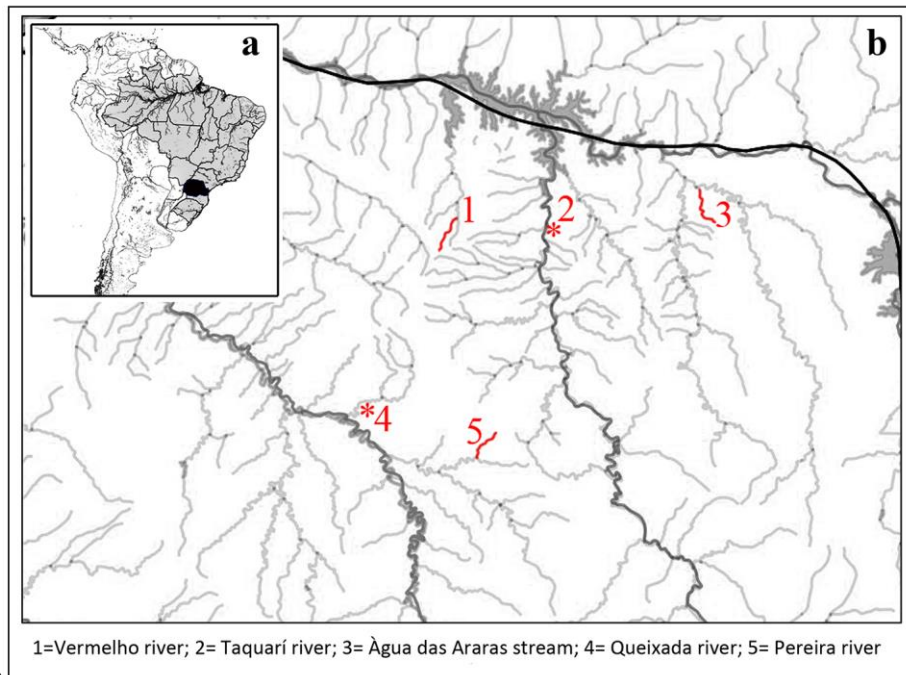 a
b
1
2
*
3
*4
5
1=Vermelho river; 2= Taquarí river; 3= Àgua das Araras stream; 4= Queixada river; 5= Pereira river